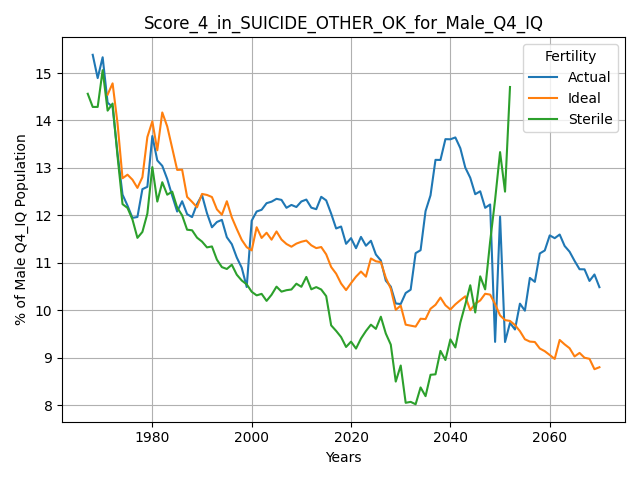 Score_4_in_SUICIDE_OTHER_OK_for_Male_Q4_IQ
Fertility
Actual
Ideal
Sterile
% of Male Q4_IQ Population
15
14
13
12
11
10
9
8
1980
2000
2020
2040
2060
Years